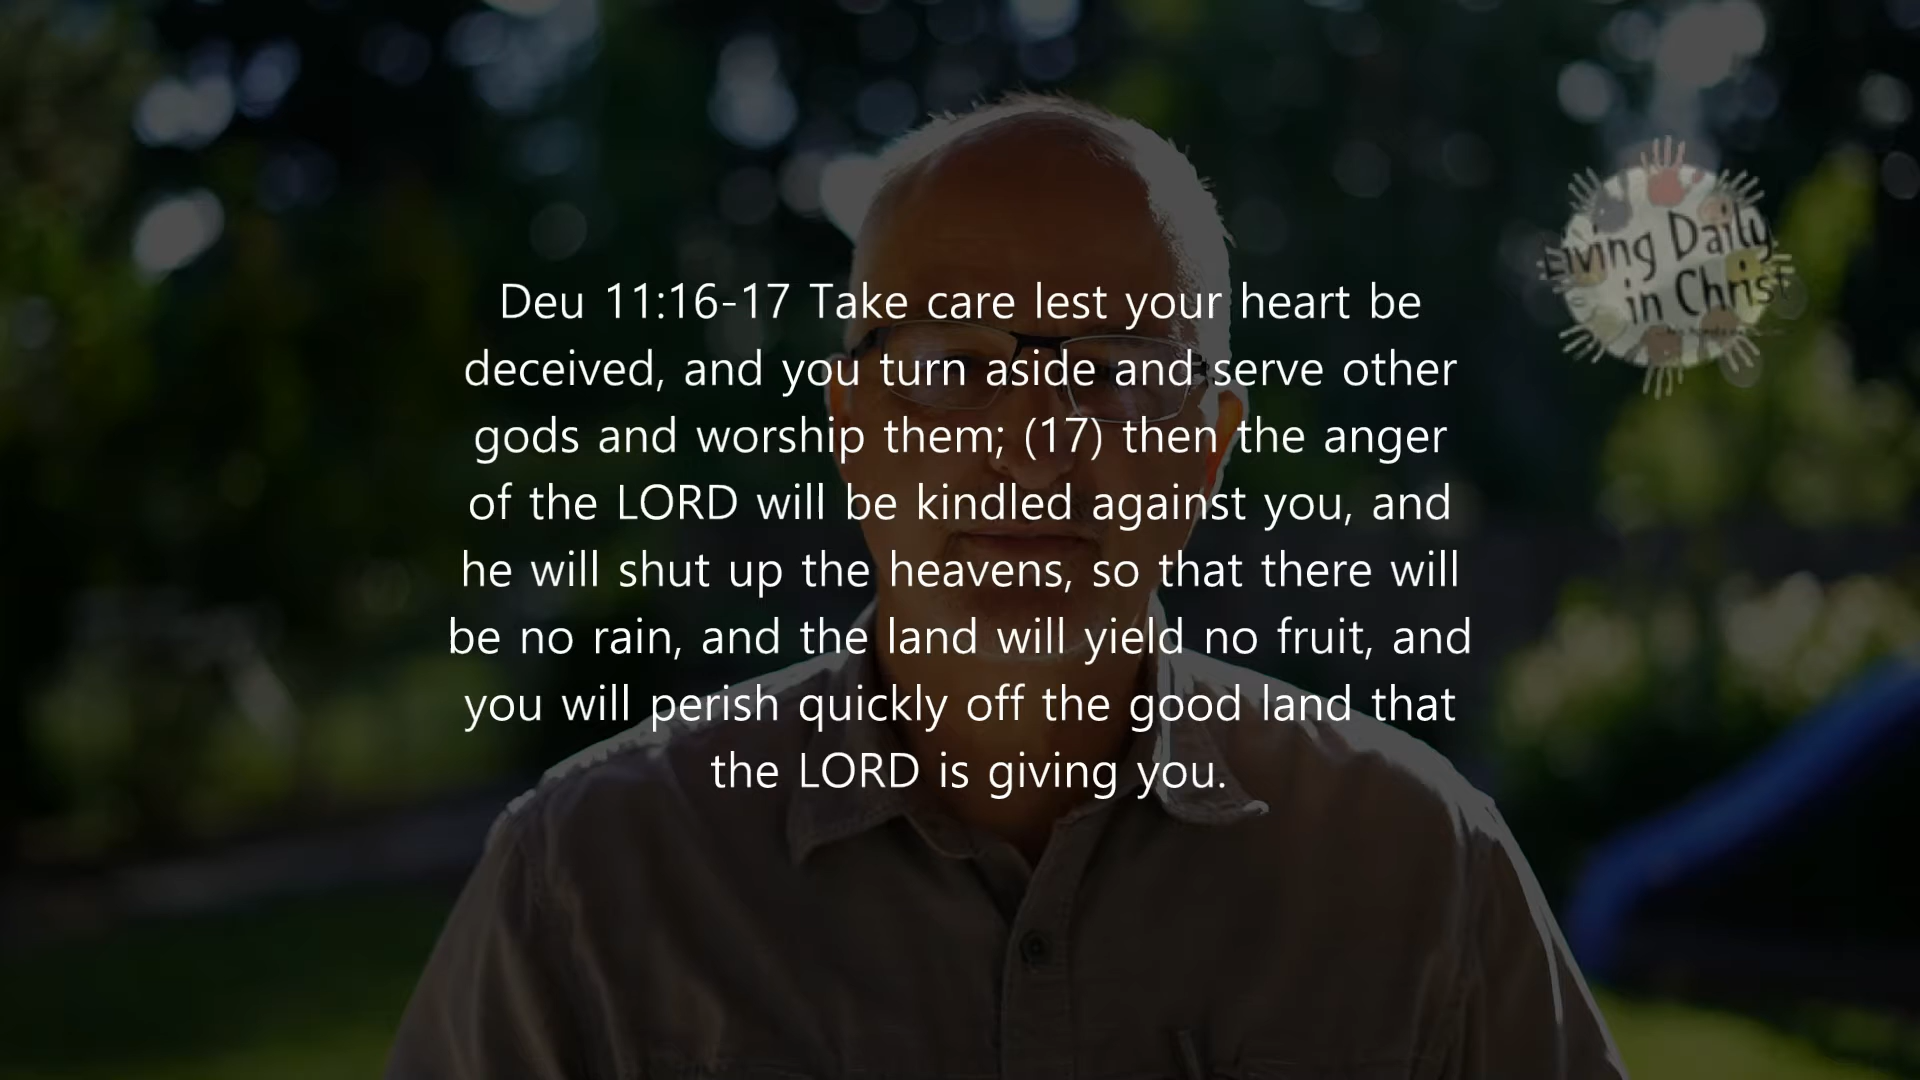 Deu 11:16-17 Take care lest your heart be
deceived, and you turn aside and serve other
gods and worship them; (17) then the anger
of the LORD will be kindled against you, and
he will shut up the heavens, so that there will
be no rain, and the land will yield no fruit, and
you will perish quickly off the good land that
the LORD is giving you.
Living Daily
in Christ